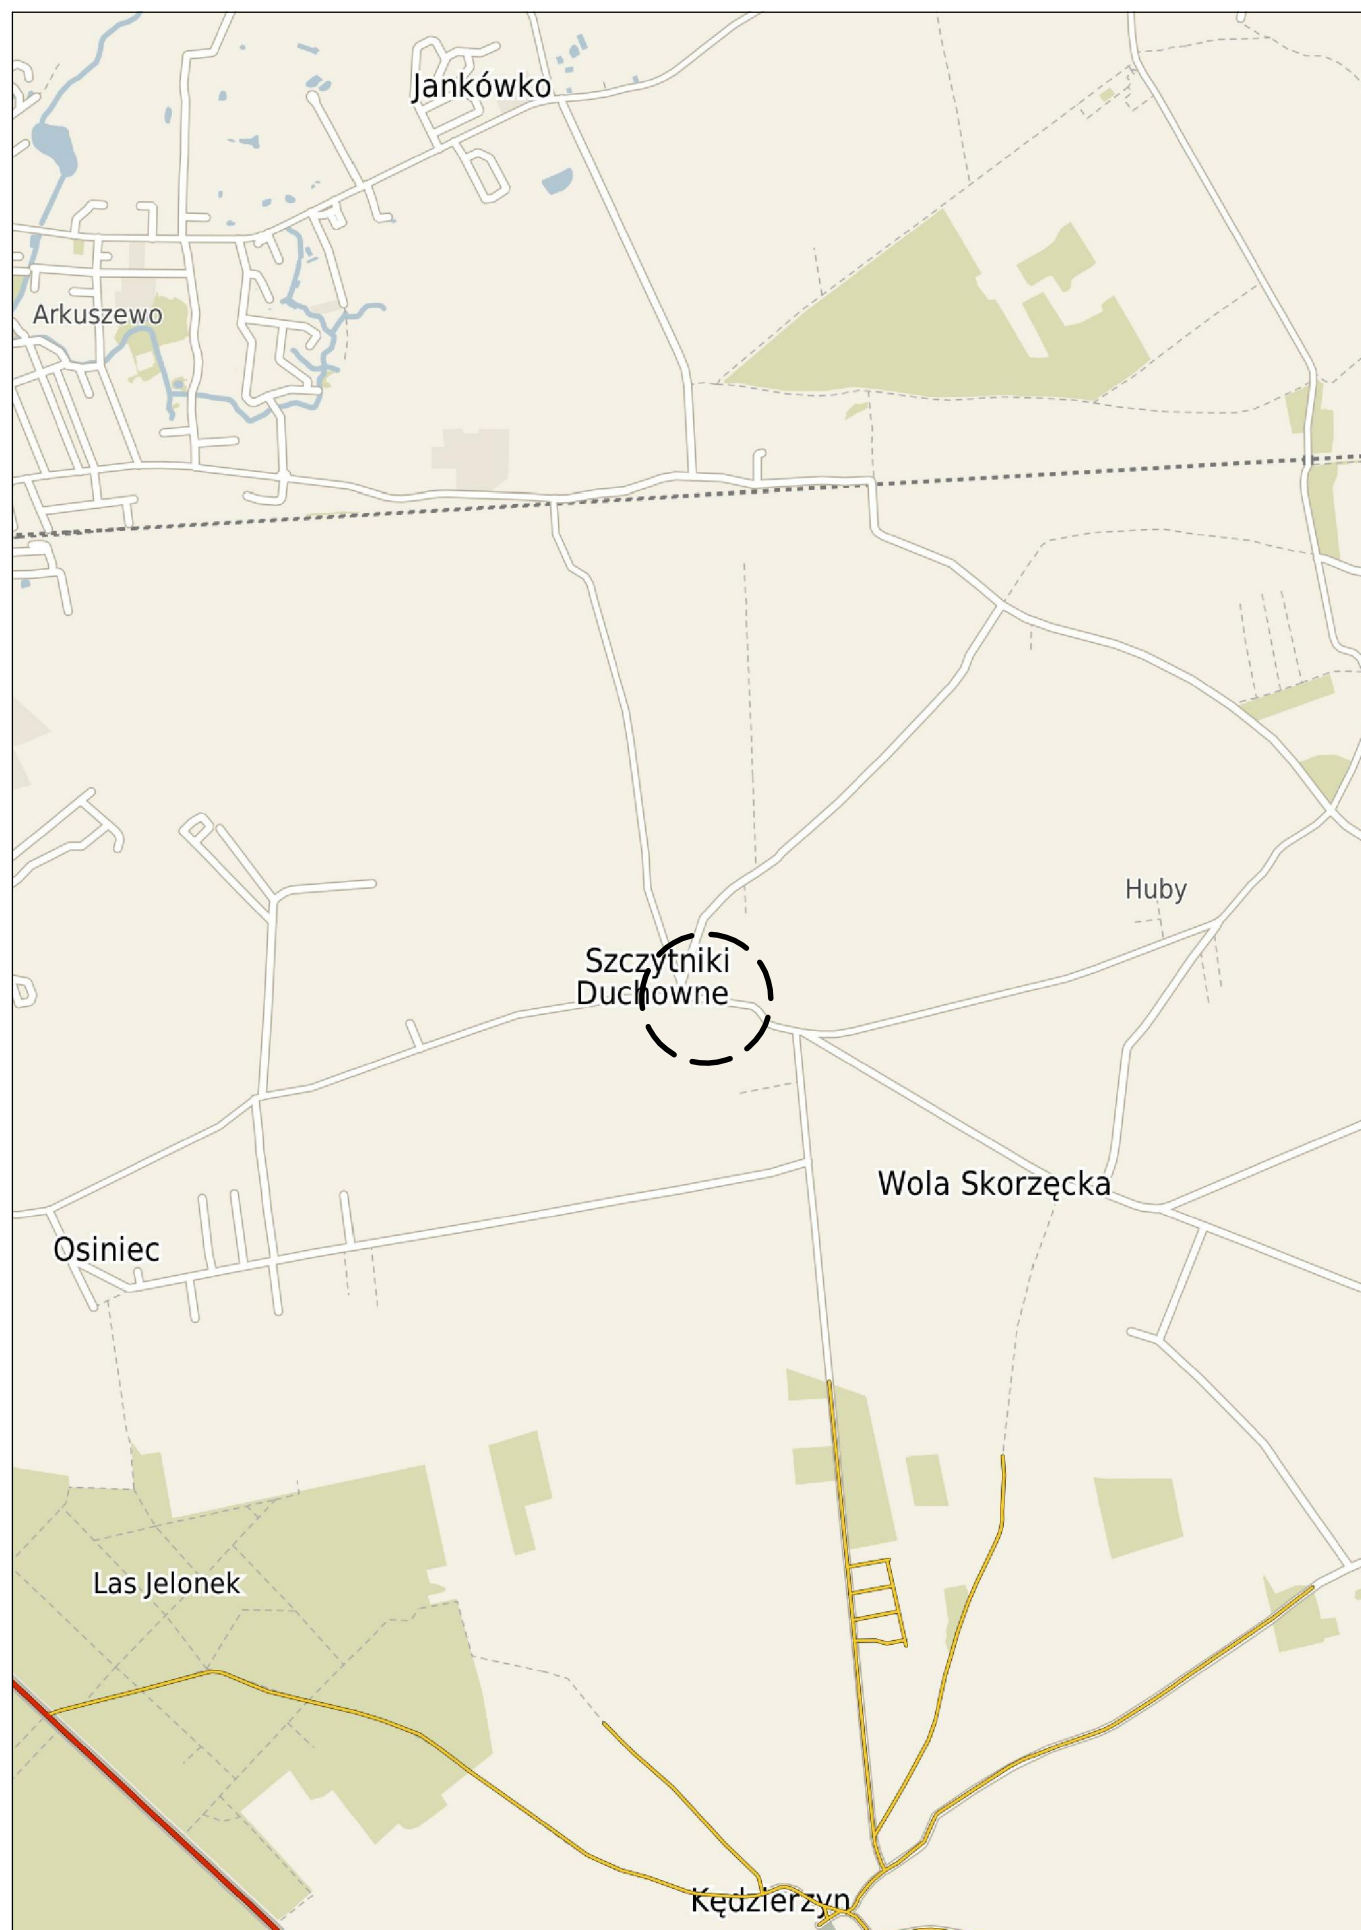 Jankówko
Arkuszewo
Huby
Szczytniki
Duchowne
Wola Skorzęcka
Osiniec
Las Jelonek
Kędzierzyn